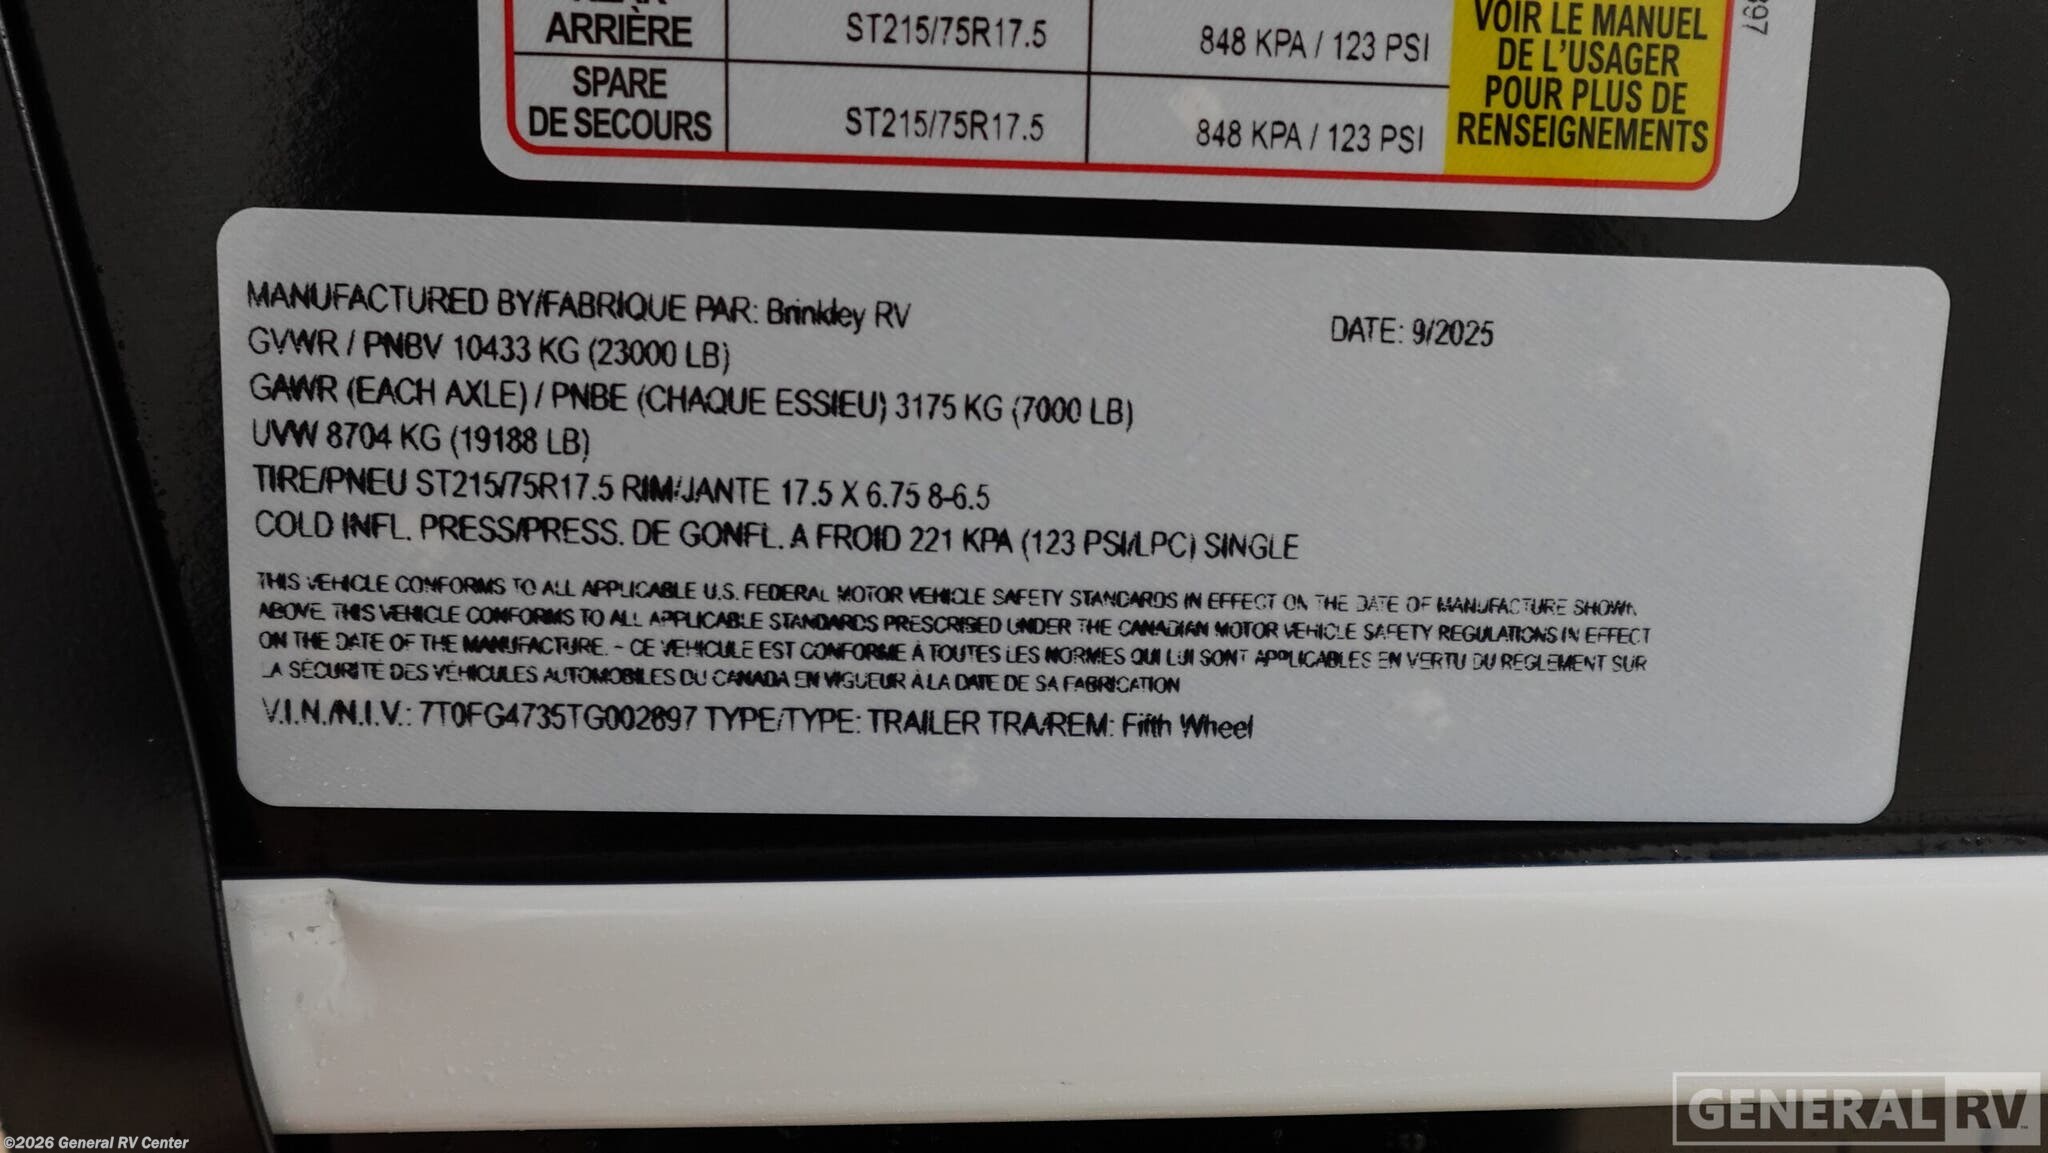 ARRIÈRE ST215/75R17.5 848 KPA / 123 PSI
SPARE
DE SECOURS ST215/75R17.5 848 KPA / 123 PSI
VOIR LE MANUEL
DE L'USAGER
POUR PLUS DE
RENSEIGNEMENTS
MANUFACTURED BY/FABRIQUE PAR: Brinkley RV DATE: 9/2025
GVWR / PNBV 10433 KG (23000 LB)
GAWR (EACH AXLE) / PNBE (CHAQUE ESSIEU) 3175 KG (7000 LB)
UVW 8704 KG (19188 LB)
TIRE/PNEU ST215/75R17.5 RIM/JANTE 17.5 X 6.75 8-6.5
COLD INFL. PRESS/PRESS. DE GONFL. A FROID 221 KPA (123 PSI/LPC) SINGLE
THIS VEHICLE CONFORMS TO ALL APPLICABLE U.S. FEDERAL MOTOR VEHICLE SAFETY STANDARDS IN EFFECT ON THE DATE OF MANUFACTURE SHOWN
ABOVE. THIS VEHICLE CONFORMS TO ALL APPLICABLE STANDARDS PRESCRISED UNDER THE CANADIAN MOTOR VEHICLE SAFETY REGULATIONS IN EFFECT
ON THE DATE OF THE MANUFACTURE. - CE VEHICULE EST CONFORME À TOUTES LES NORMES QUI LUI SONT APPLICABLES EN VERTU DU REGLEMENT SUR
LA SÉCURITÉ DES VÉHICULES AUTOMOBILES DU CANADA EN VIGUEUR À LA DATE DE SA FABRICATION
V.I.N./N.I.V.: 7T0FG4735TG002897 TYPE/TYPE: TRAILER TRA/REM: Fifth Wheel
GENERAL RV
©2026 General RV Center